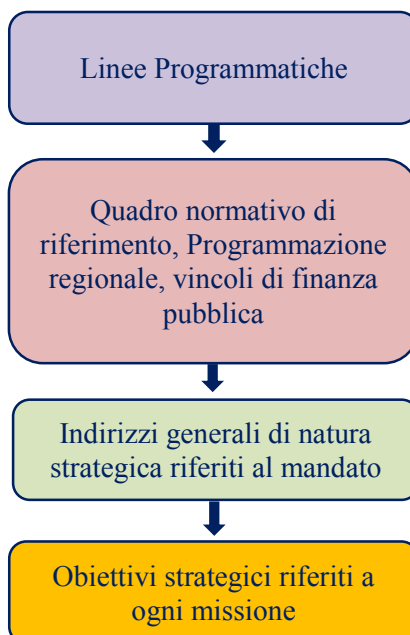 Linee Programmatiche
Quadro normativo di
riferimento, Programmazione
regionale, vincoli di finanza
pubblica
Indirizzi generali di natura
strategica riferiti al mandato
Obiettivi strategici riferiti a
ogni missione